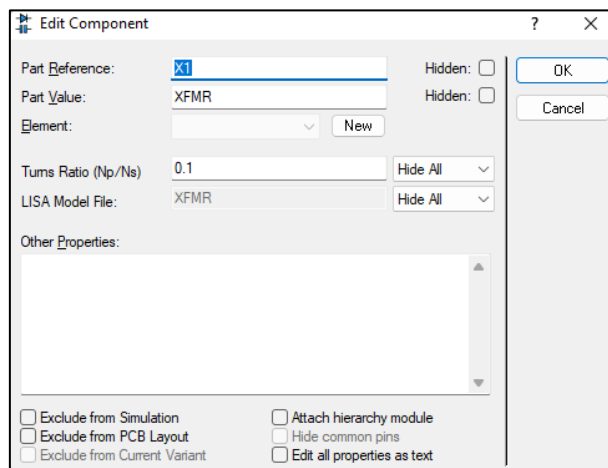 Edit Component ? X
Part Reference: X1 Hidden: OK
Part Value: XFMR Hidden: Cancel
Element: New
Turns Ratio (Np/Ns) 0.1 Hide All
LISA Model File: XFMR Hide All
Other Properties:
Exclude from Simulation Attach hierarchy module
Exclude from PCB Layout Hide common pins
Exclude from Current Variant Edit all properties as text